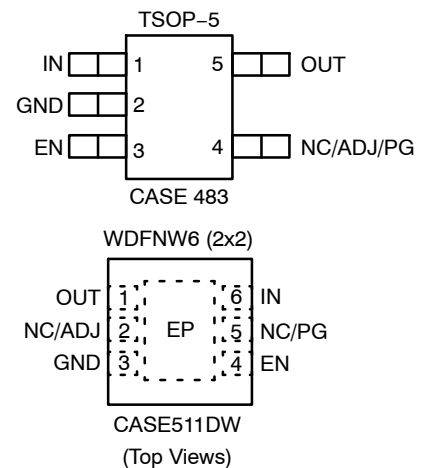 TSOP–5
IN 1 5 OUT
GND 2
EN 3 4 NC/ADJ/PG
CASE 483
WDFNW6 (2x2)
OUT 1 6 IN
NC/ADJ 2 EP 5 NC/PG
GND 3 4 EN
CASE511DW
(Top Views)